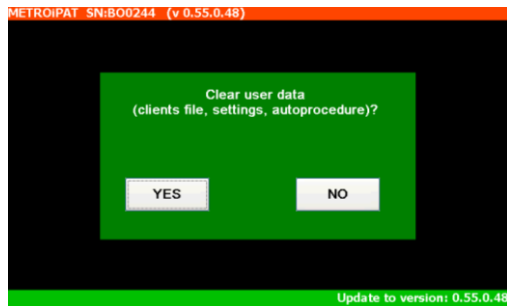 METROiPAT SN:BO0244 (v 0.55.0.48)
Clear user data
(clients file, settings, autoprocedure)?
YES
NO
Update to version: 0.55.0.48